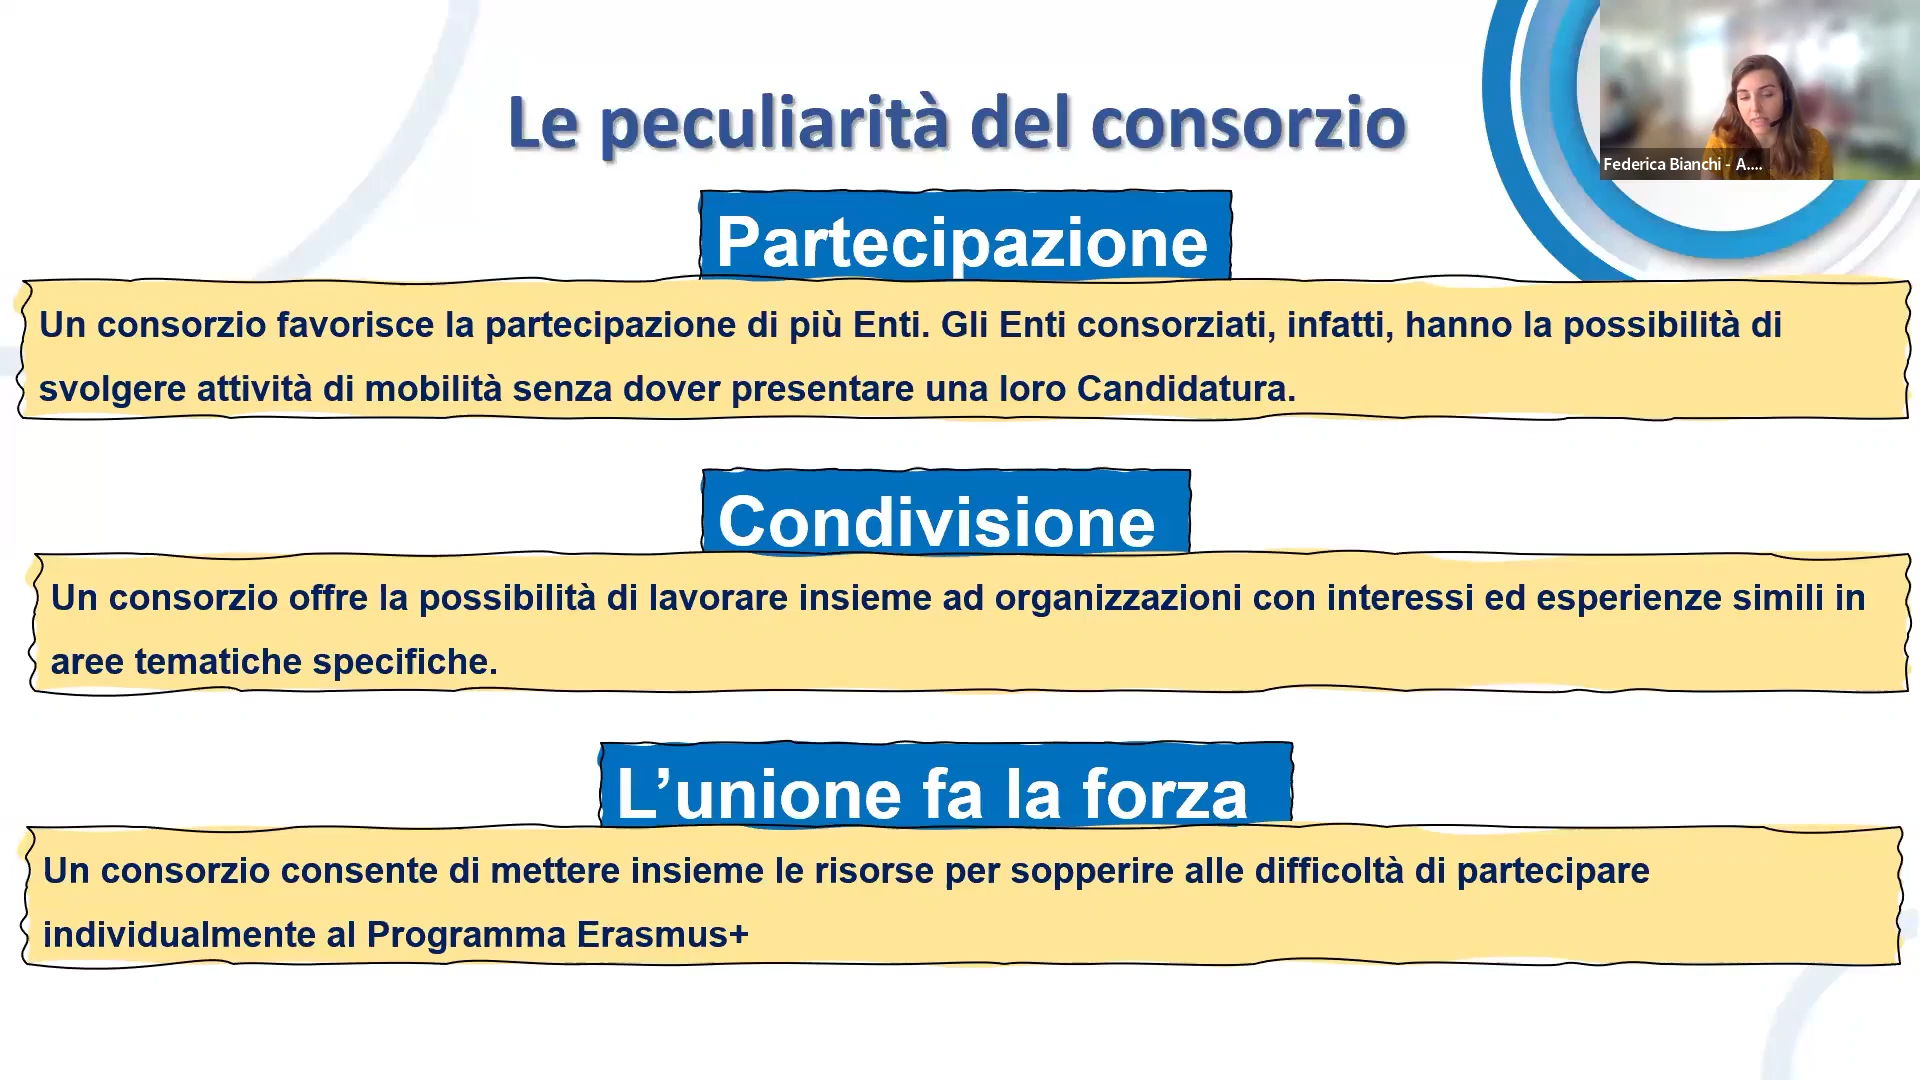 Le peculiarità del consorzio
Federica Bianchi - A....
Partecipazione
Un consorzio favorisce la partecipazione di più Enti. Gli Enti consorziati, infatti, hanno la possibilità di
svolgere attività di mobilità senza dover presentare una loro Candidatura.
Condivisione
Un consorzio offre la possibilità di lavorare insieme ad organizzazioni con interessi ed esperienze simili in
aree tematiche specifiche.
L’unione fa la forza
Un consorzio consente di mettere insieme le risorse per sopperire alle difficoltà di partecipare
individualmente al Programma Erasmus+